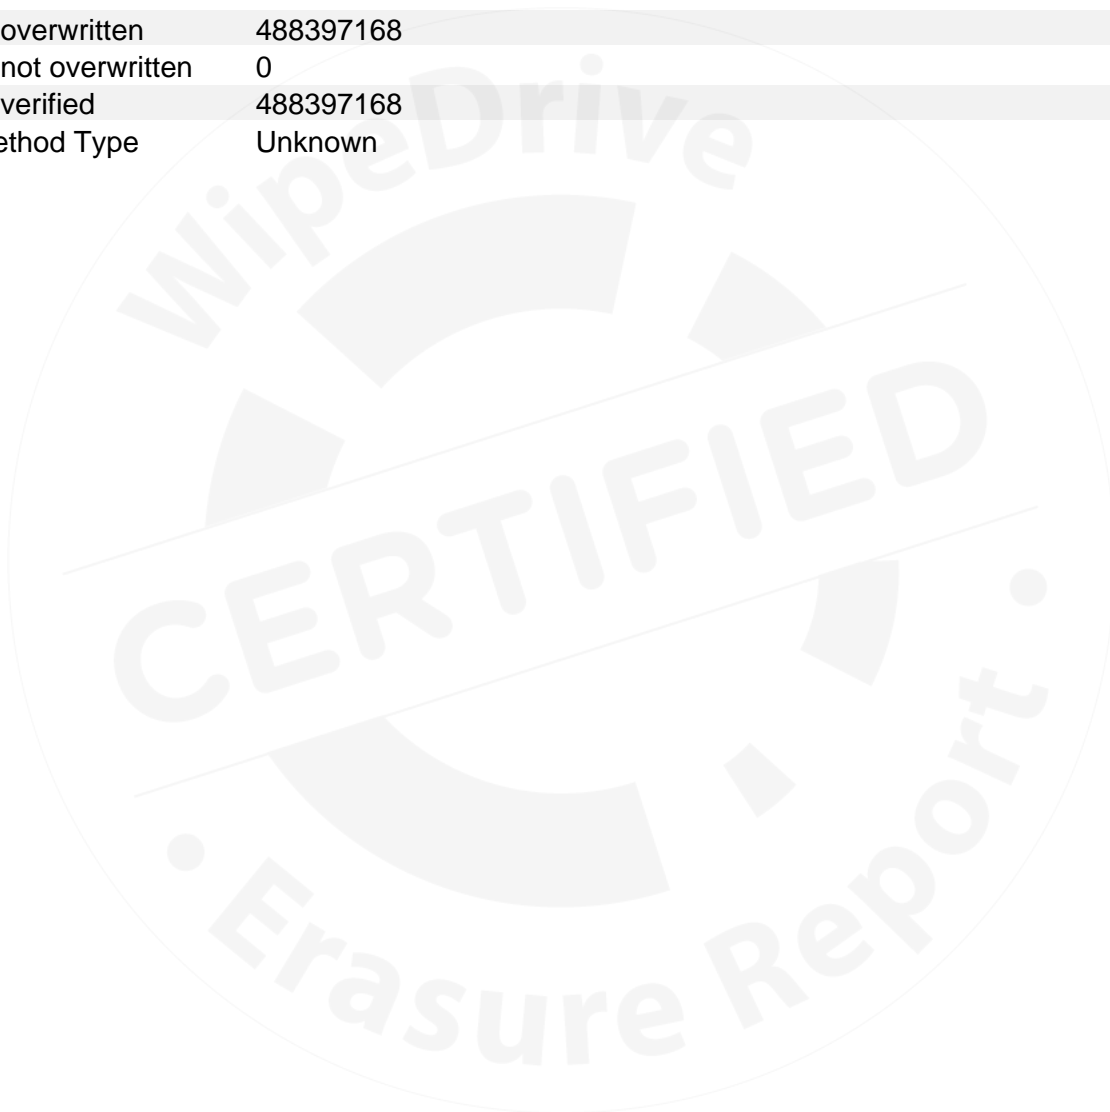 overwritten 488397168
not overwritten 0
verified 488397168
ethod Type Unknown
WipeDrive
CERTIFIED
• Erasure Report •